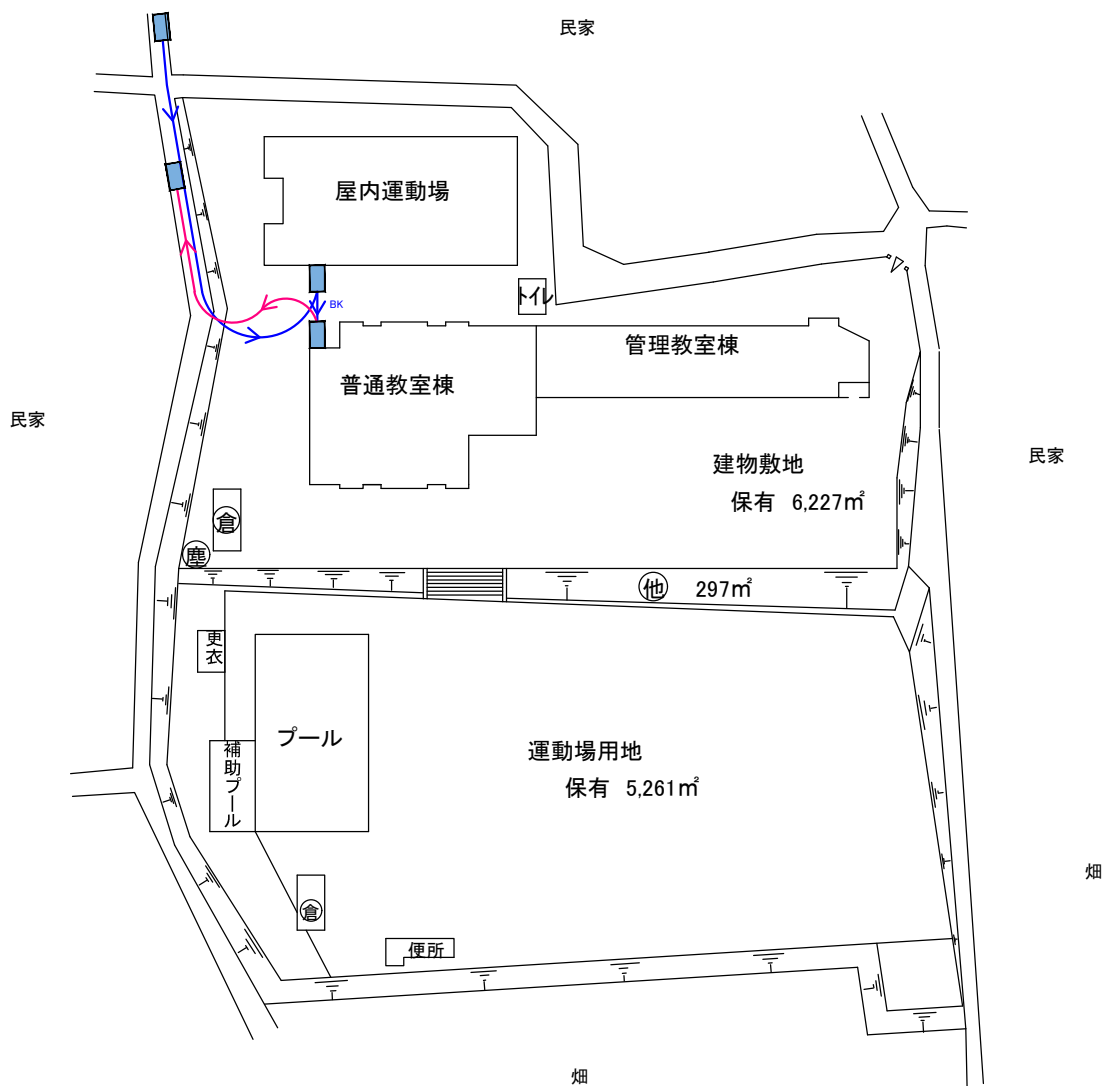 民家
屋内運動場
トイレ
BK
管理教室棟
普通教室棟
民家
民家
建物敷地
保有 6,227㎡
倉
塵
他 297㎡
更衣
プール
補助プール
運動場用地
保有 5,261㎡
畑
倉
便所
畑